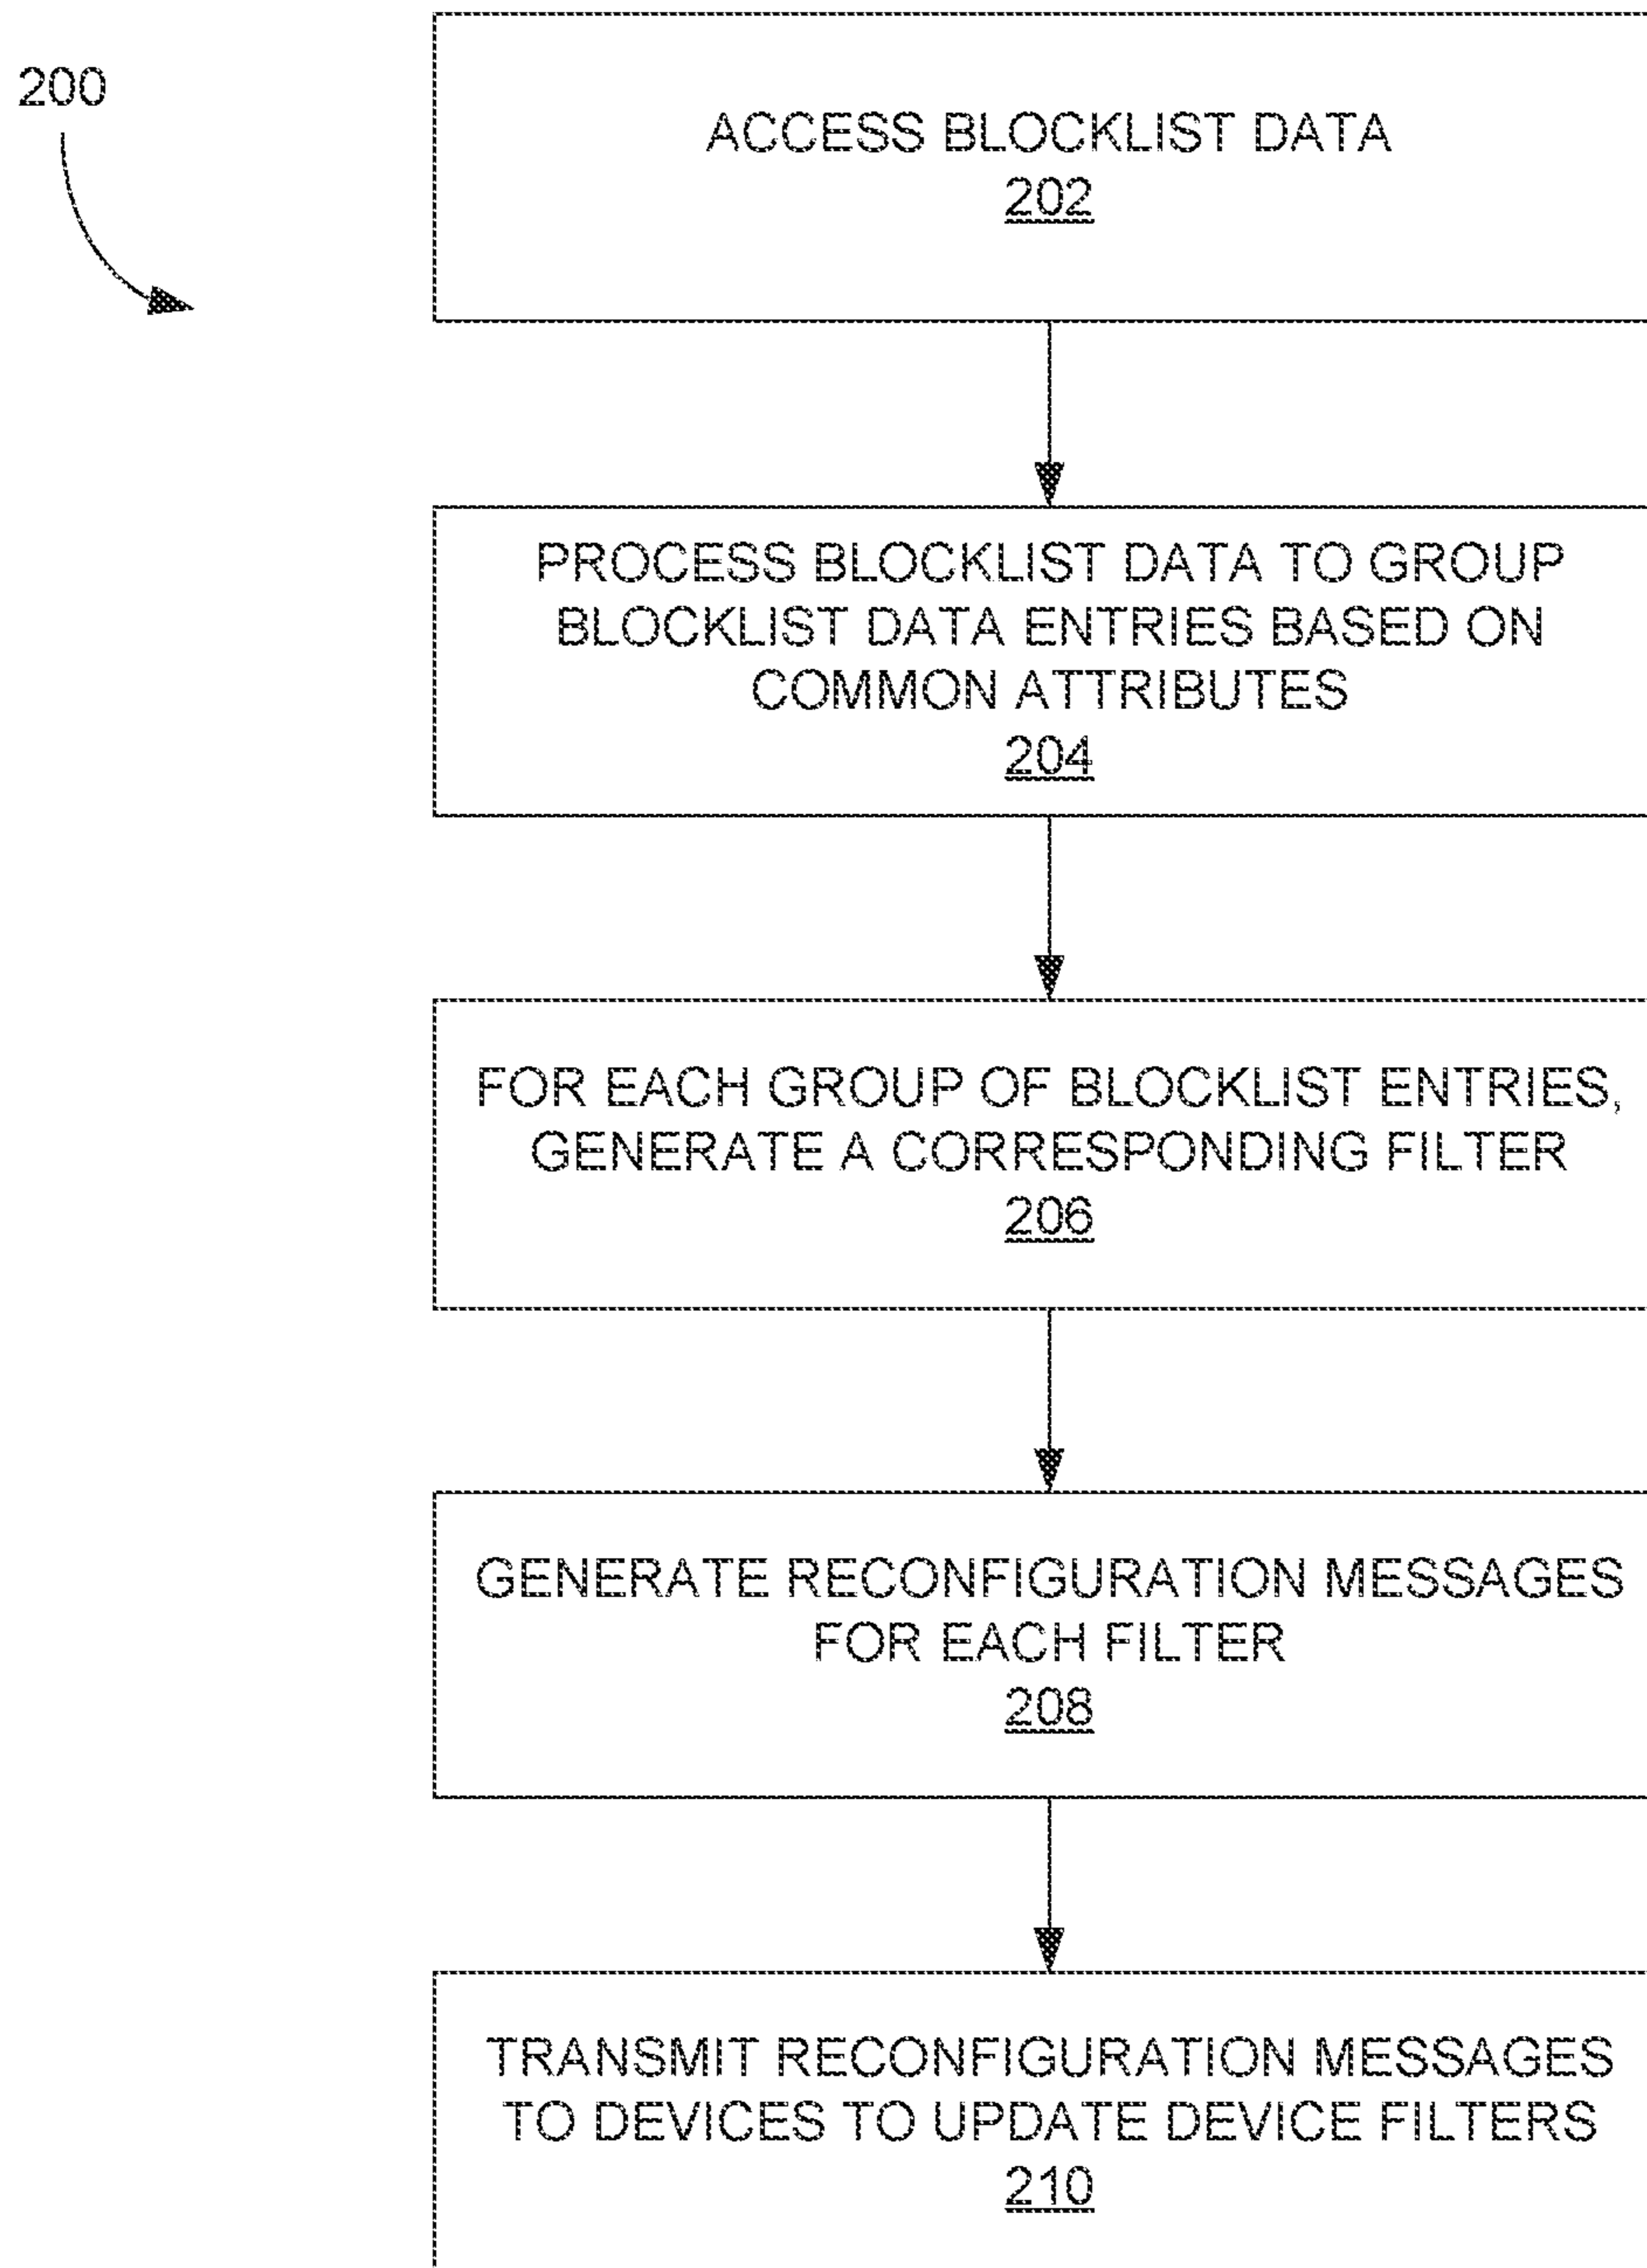 200
ACCESS BLOCKLIST DATA
202
PROCESS BLOCKLIST DATA TO GROUP
BLOCKLIST DATA ENTRIES BASED ON
COMMON ATTRIBUTES
204
FOR EACH GROUP OF BLOCKLIST ENTRIES,
GENERATE A CORRESPONDING FILTER
206
GENERATE RECONFIGURATION MESSAGES
FOR EACH FILTER
208
TRANSMIT RECONFIGURATION MESSAGES
TO DEVICES TO UPDATE DEVICE FILTERS
210